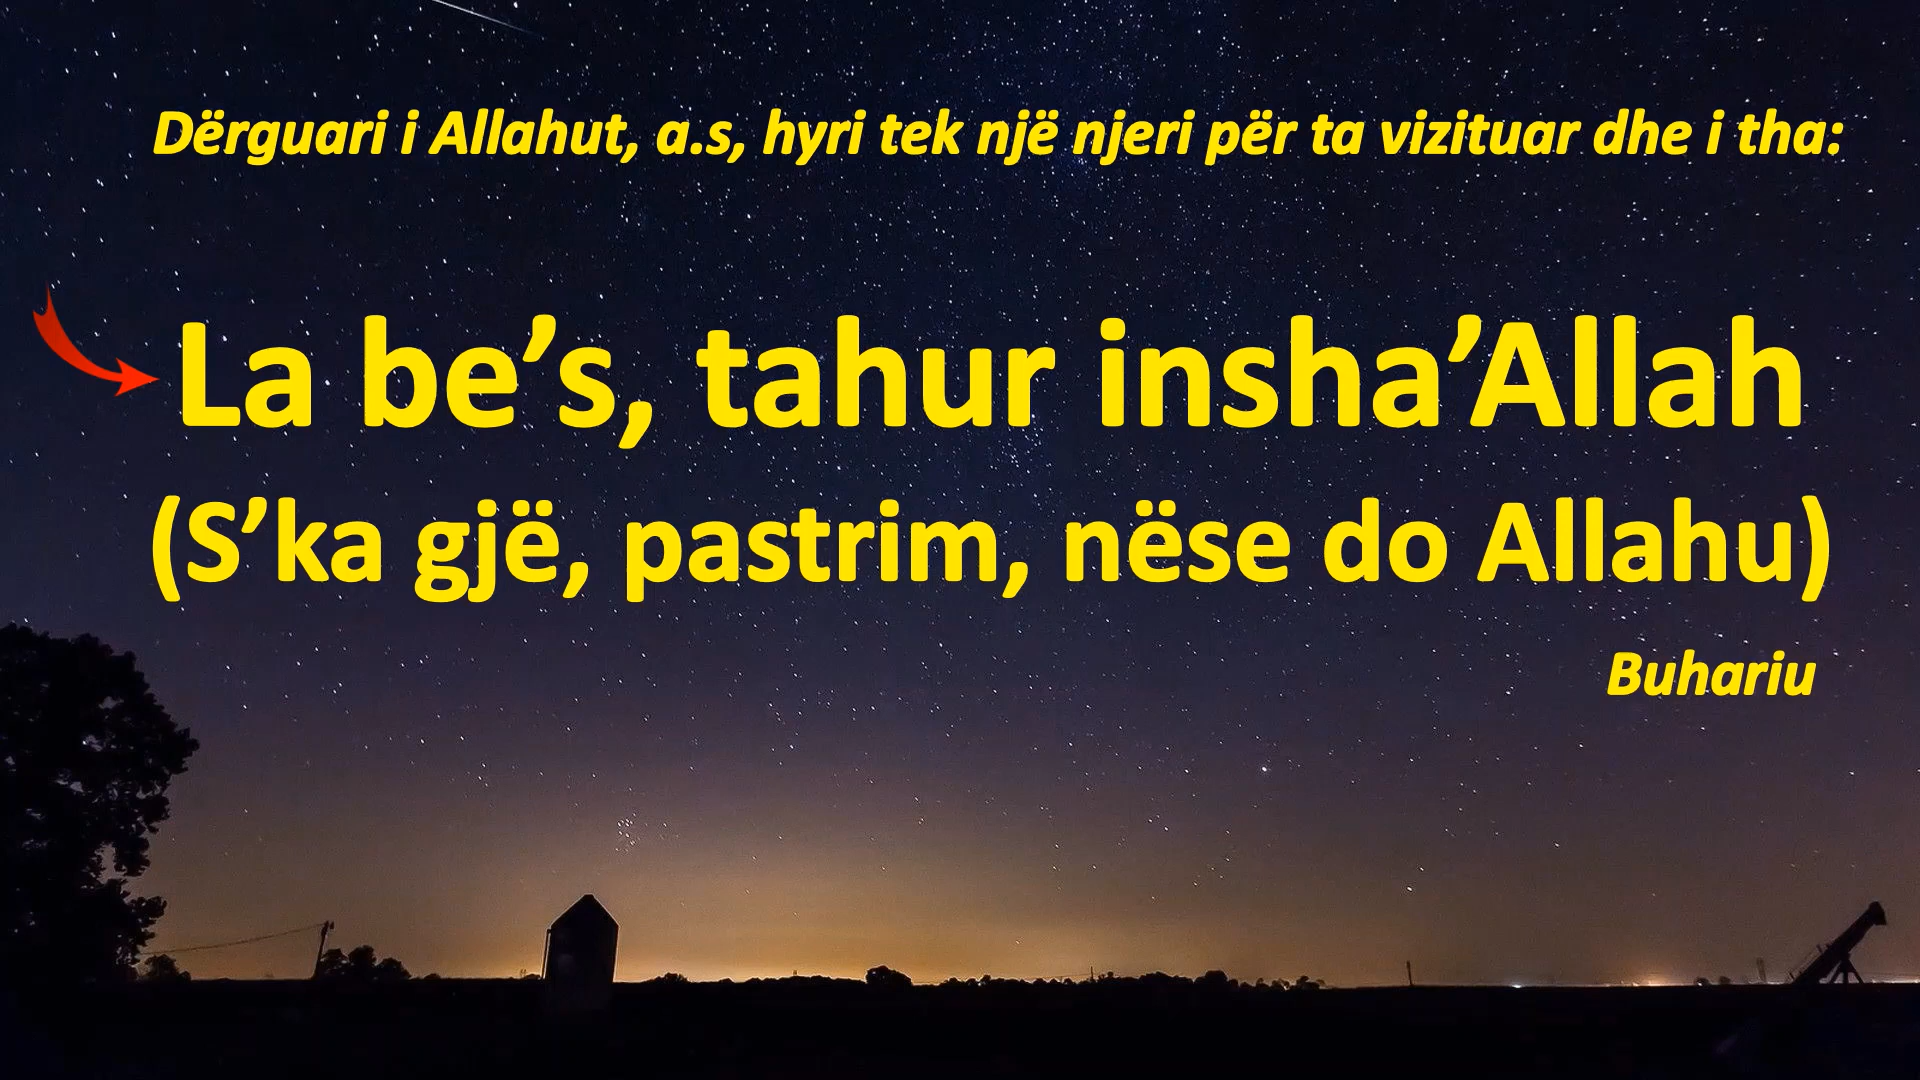 Dërguari i Allahut, a.s, hyri tek një njeri për ta vizituar dhe i tha:
La be’s, tahur insha’Allah
(S’ka gjë, pastrim, nëse do Allahu)
Buhariu